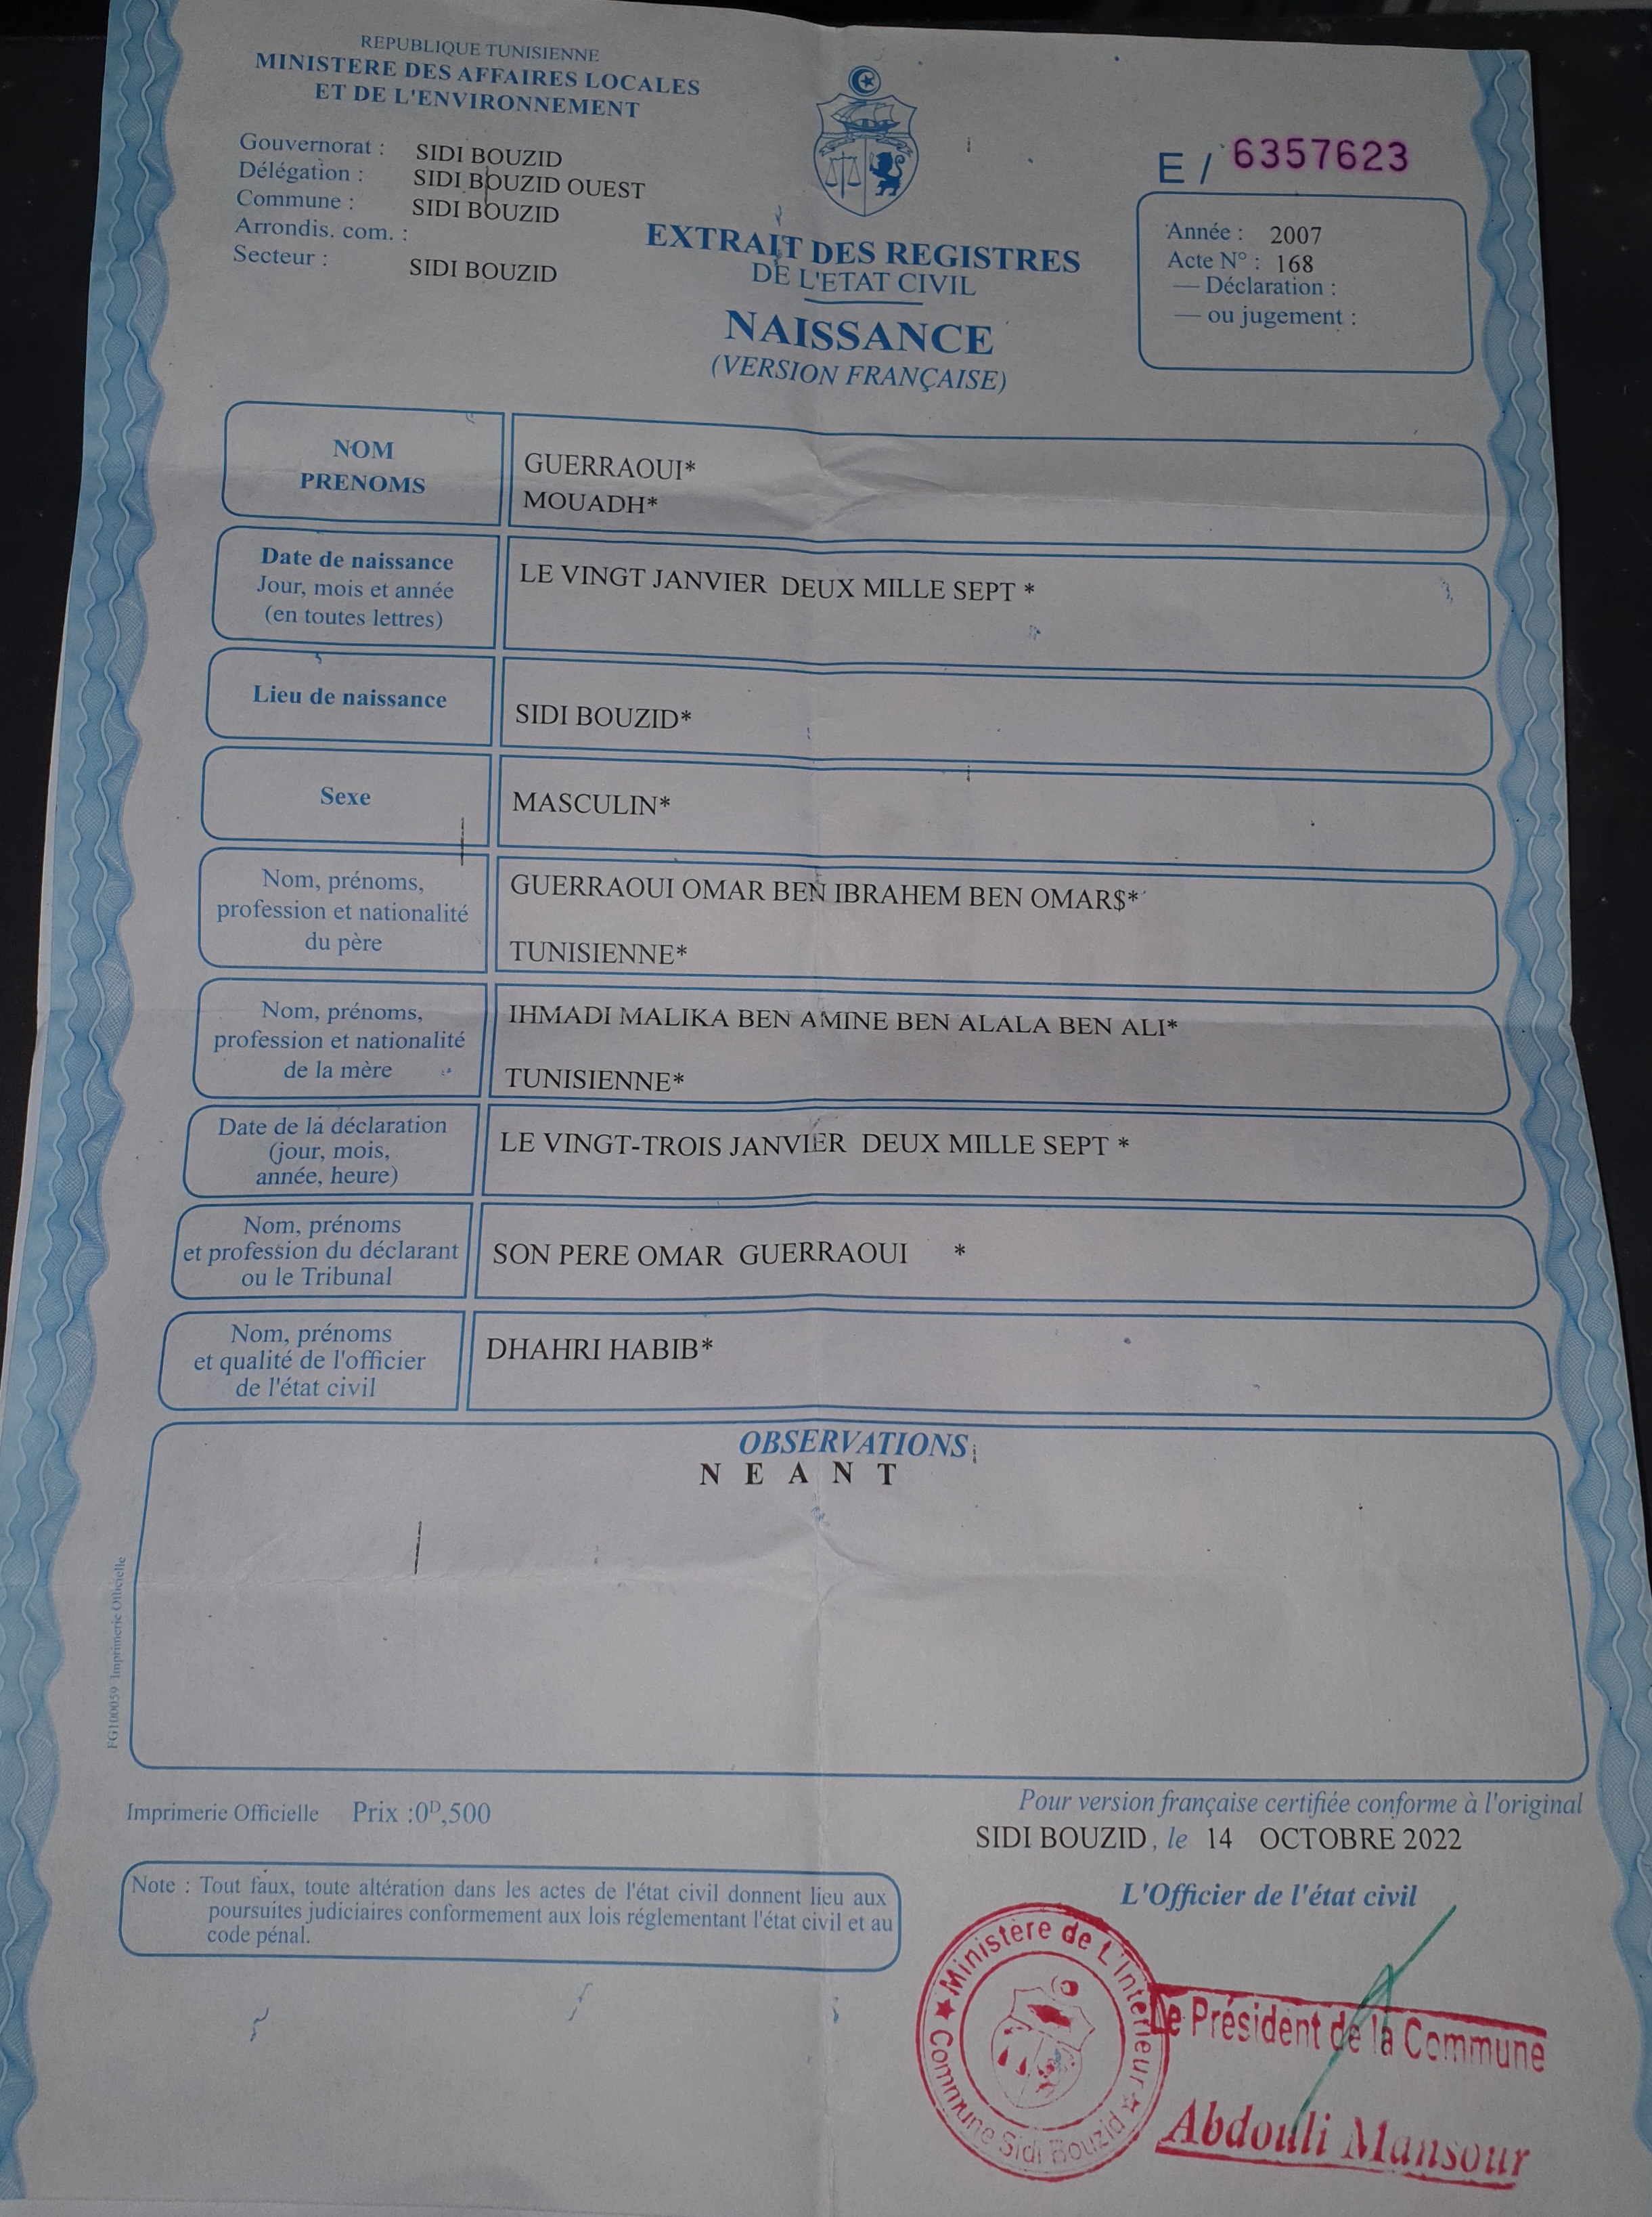 REPUBLIQUE TUNISIENNE
MINISTERE DES AFFAIRES LOCALES
ET DE L'ENVIRONNEMENT
Gouvernorat : SIDI BOUZID
Délégation : SIDI BOUZID OUEST
Commune : SIDI BOUZID
Arrondis. com. :
Secteur : SIDI BOUZID
E / 6357623
Année : 2007
Acte N° : 168
— Déclaration :
— ou jugement :
EXTRAIT DES REGISTRES
DE L'ETAT CIVIL
NAISSANCE
(VERSION FRANÇAISE)
NOM
PRENOMS
GUERRAOUI*
MOUADH*
Date de naissance
Jour, mois et année
(en toutes lettres)
LE VINGT JANVIER DEUX MILLE SEPT *
Lieu de naissance
SIDI BOUZID*
Sexe
MASCULIN*
Nom, prénoms,
profession et nationalité
du père
GUERRAOUI OMAR BEN IBRAHEM BEN OMAR$*
TUNISIENNE*
Nom, prénoms,
profession et nationalité
de la mère
IHMADI MALIKA BEN AMINE BEN ALALA BEN ALI*
TUNISIENNE*
Date de la déclaration
(jour, mois,
année, heure)
LE VINGT-TROIS JANVIER DEUX MILLE SEPT *
Nom, prénoms
et profession du déclarant
ou le Tribunal
SON PERE OMAR GUERRAOUI *
Nom, prénoms
et qualité de l'officier
de l'état civil
DHAHRI HABIB*
OBSERVATIONS
N E A N T
FG100059 Imprimerie Officielle
Imprimerie Officielle Prix :0D,500
Pour version française certifiée conforme à l'original
SIDI BOUZID, le 14 OCTOBRE 2022
L'Officier de l'état civil
Note : Tout faux, toute altération dans les actes de l'état civil donnent lieu aux
poursuites judiciaires conformement aux lois réglementant l'état civil et au
code pénal.
★ Ministère de L'Interieur ★
Commune Sidi Bouzid
Le Président de la Commune
Abdouli Mansour